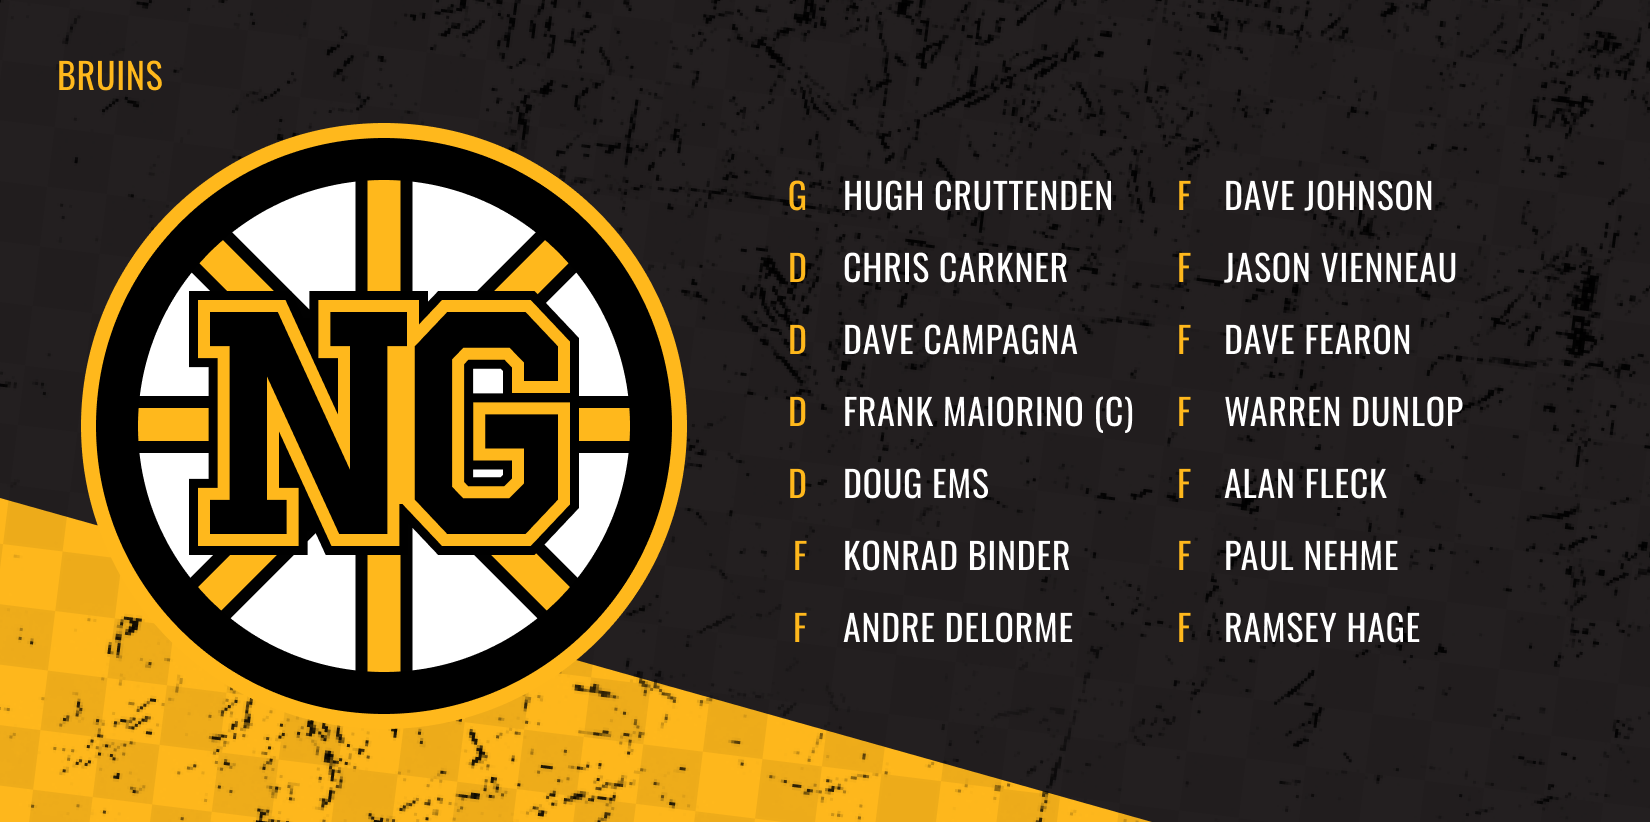 BRUINS
NG
G HUGH CRUTTENDEN
D CHRIS CARKNER
D DAVE CAMPAGNA
D FRANK MAIORINO (C)
D DOUG EMS
F KONRAD BINDER
F ANDRE DELORME
F DAVE JOHNSON
F JASON VIENNEAU
F DAVE FEARON
F WARREN DUNLOP
F ALAN FLECK
F PAUL NEHME
F RAMSEY HAGE